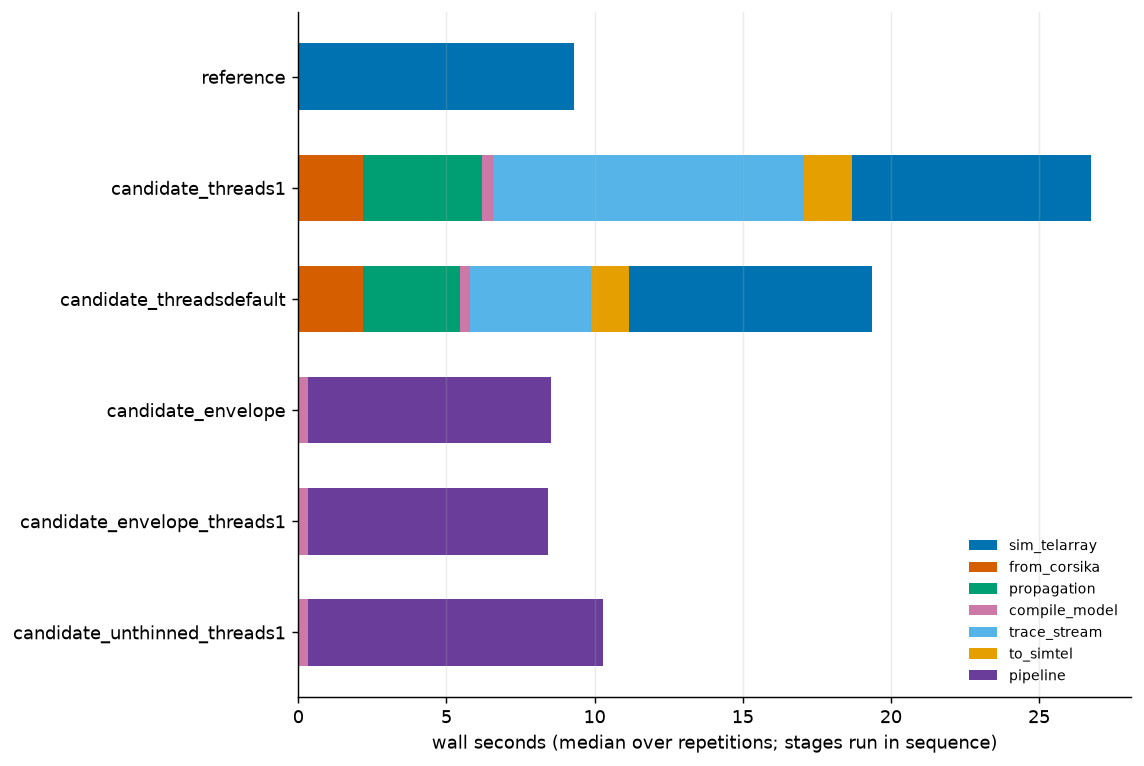 reference
candidate_threads1
candidate_threadsdefault
candidate_envelope
candidate_envelope_threads1
candidate_unthinned_threads1
sim_telarray
from_corsika
propagation
compile_model
trace_stream
to_simtel
pipeline
0 5 10 15 20 25
wall seconds (median over repetitions; stages run in sequence)